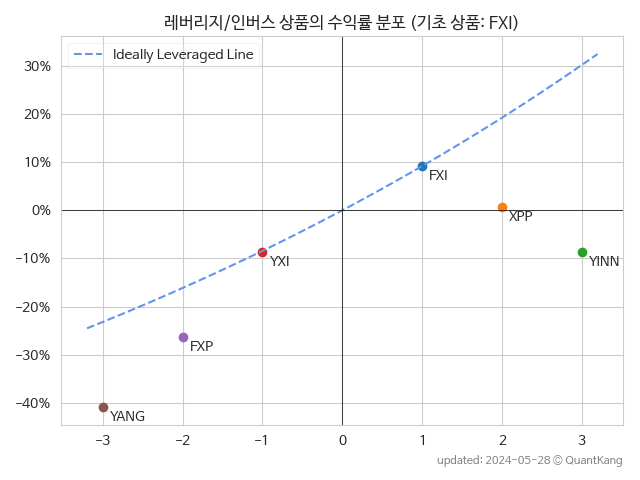 레버리지/인버스 상품의 수익률 분포 (기초 상품: FXI)
Ideally Leveraged Line
30%
20%
10%
0%
-10%
-20%
-30%
-40%
FXI
XPP
YINN
YXI
FXP
YANG
-3 -2 -1 0 1 2 3
updated: 2024-05-28 © QuantKang